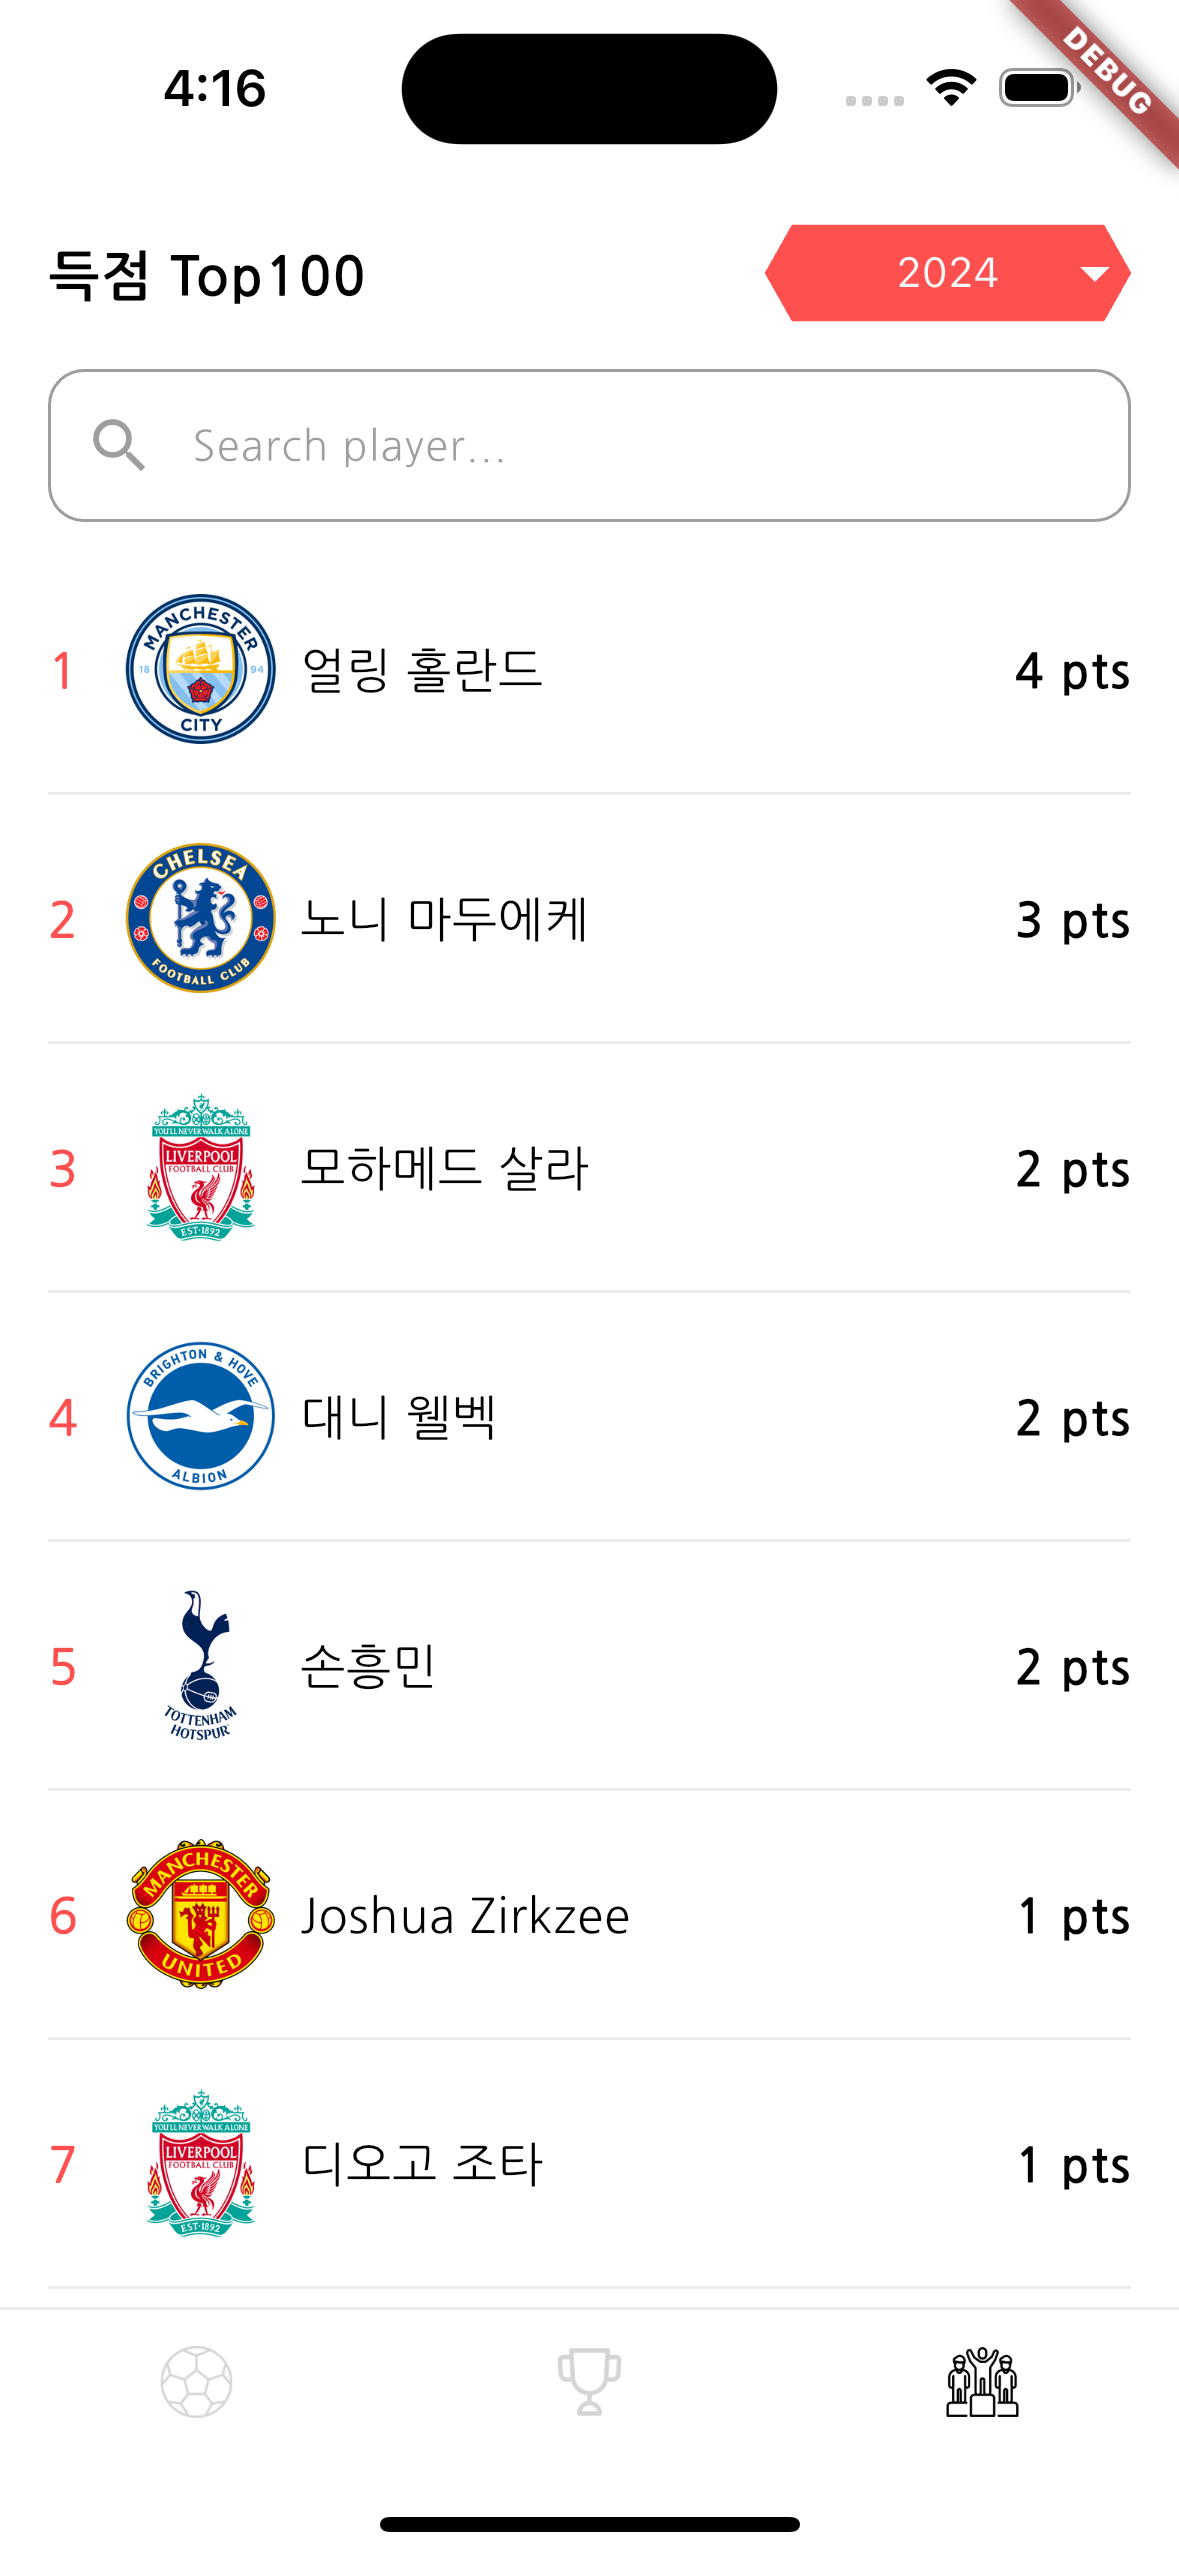 4:16
DEBUG
득점 Top100
2024
Search player...
1
MANCHESTER
18 94
CITY
얼링 홀란드
4 pts
2
CHELSEA
FOOTBALL CLUB
노니 마두에케
3 pts
3
YOU'LL NEVER WALK ALONE
LIVERPOOL
FOOTBALL CLUB
EST·1892
모하메드 살라
2 pts
4
BRIGHTON & HOVE
ALBION
대니 웰벡
2 pts
5
TOTTENHAM
HOTSPUR
손흥민
2 pts
6
MANCHESTER
UNITED
Joshua Zirkzee
1 pts
7
YOU'LL NEVER WALK ALONE
LIVERPOOL
FOOTBALL CLUB
EST·1892
디오고 조타
1 pts